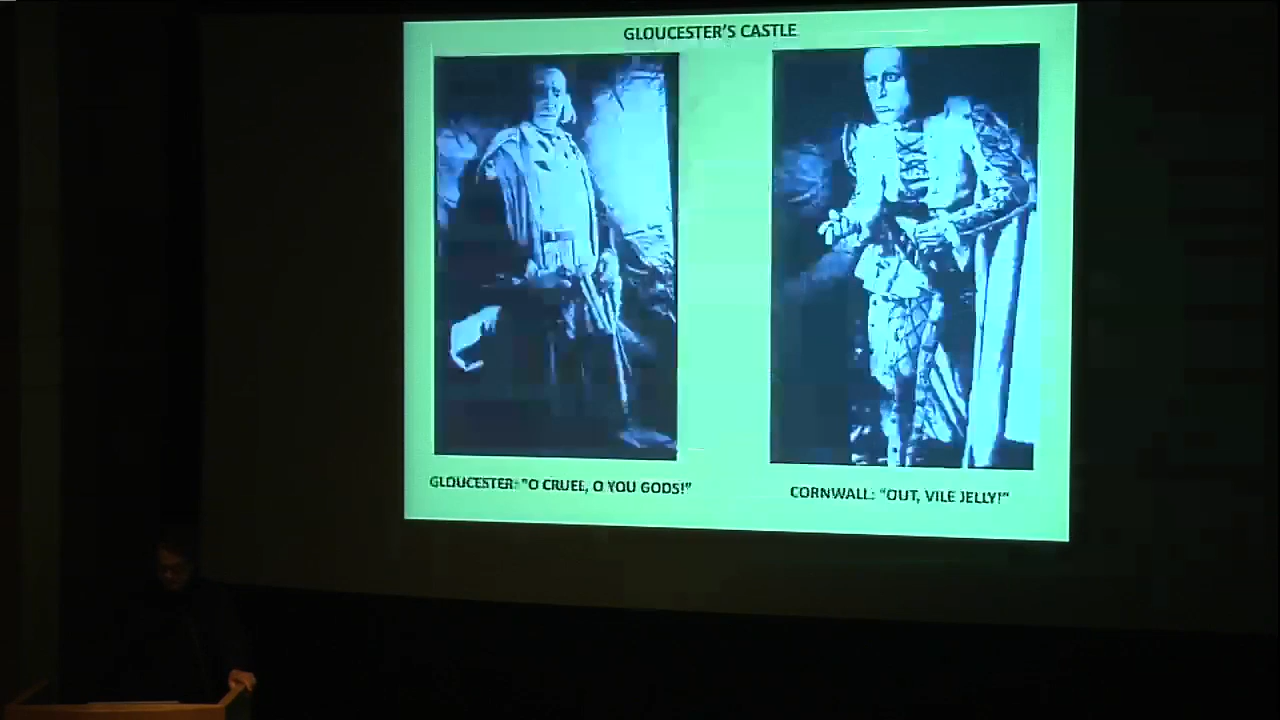 GLOUCESTER'S CASTLE
GLOUCESTER: "O CRUEL, O YOU GODS!"
CORNWALL: "OUT, VILE JELLY!"